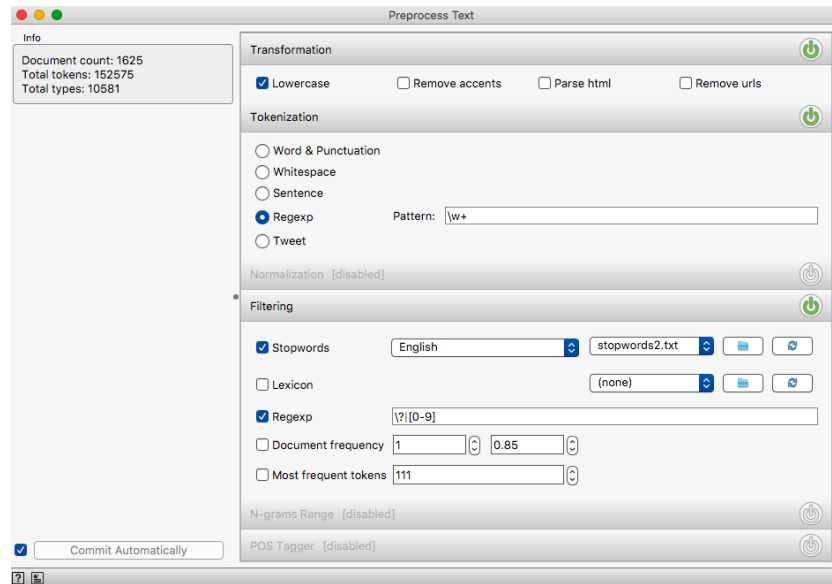 Preprocess Text
Info
Document count: 1625
Total tokens: 152575
Total types: 10581
Transformation
Lowercase Remove accents Parse html Remove urls
Tokenization
Word & Punctuation
Whitespace
Sentence
Regexp Pattern: \w+
Tweet
Normalization [disabled]
Filtering
Stopwords English stopwords2.txt
Lexicon (none)
Regexp \?|[0-9]
Document frequency 1 0.85
Most frequent tokens 111
N-grams Range [disabled]
POS Tagger [disabled]
Commit Automatically
?